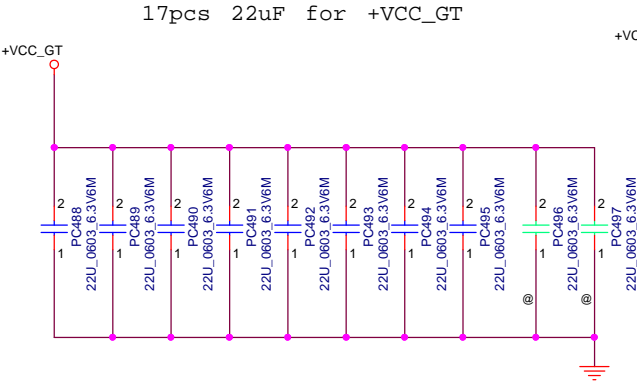 17pcs 22uF for +VCC_GT
+VCC_GT
+VC
2
1
PC488
22U_0603_6.3V6M
2
1
PC489
22U_0603_6.3V6M
2
1
PC490
22U_0603_6.3V6M
2
1
PC491
22U_0603_6.3V6M
2
1
PC492
22U_0603_6.3V6M
2
1
PC493
22U_0603_6.3V6M
2
1
PC494
22U_0603_6.3V6M
2
1
PC495
22U_0603_6.3V6M
2
1
@
PC496
22U_0603_6.3V6M
2
1
@
PC497
22U_0603_6.3V6M